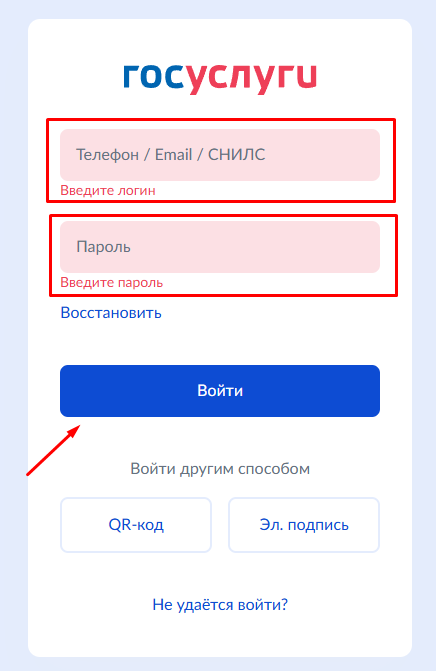 госуслуги
Телефон / Email / СНИЛС
Введите логин
Пароль
Введите пароль
Восстановить
Войти
Войти другим способом
QR-код Эл. подпись
Не удаётся войти?